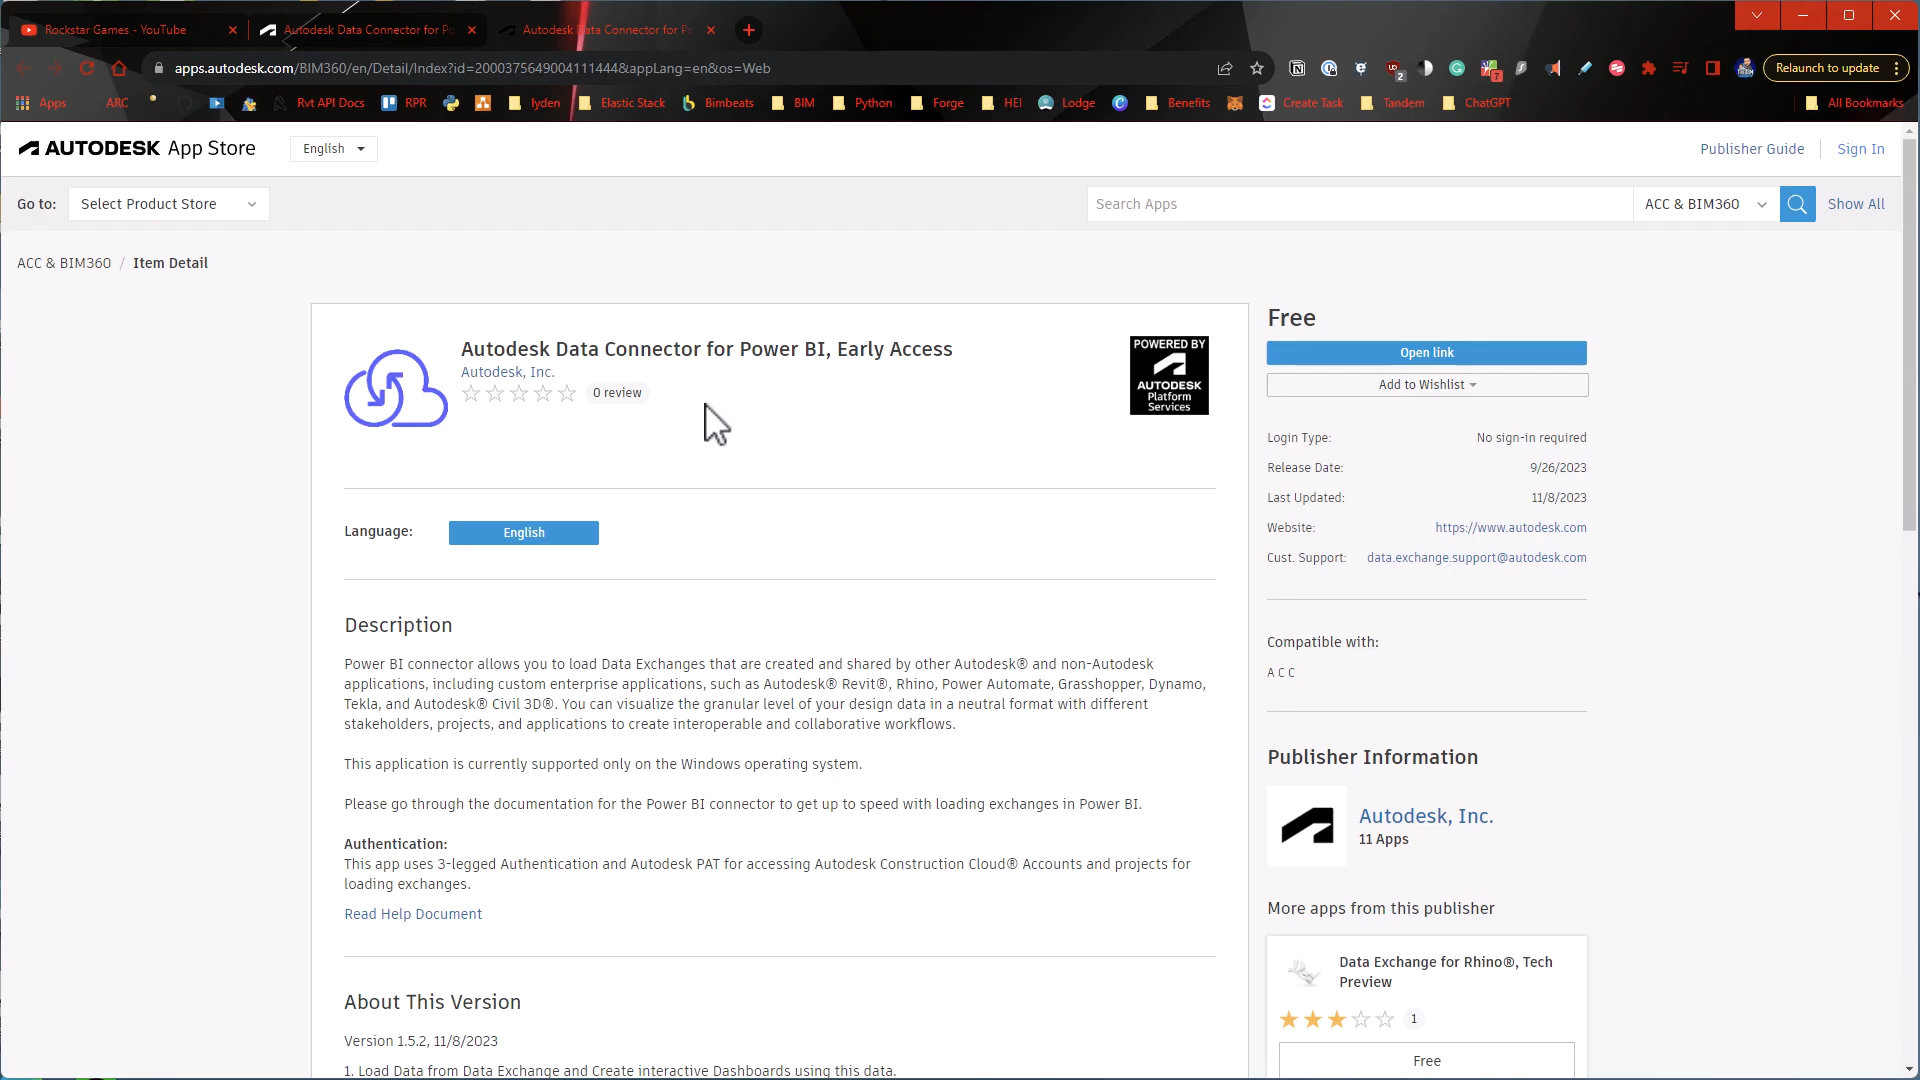 Rockstar Games - YouTube
Autodesk Data Connector for Po
Autodesk Data Connector for Po
apps.autodesk.com/BIM360/en/Detail/Index?id=2000375649004111444&appLang=en&os=Web
2
7
Relaunch to update
Apps
ARC
Rvt API Docs
RPR
Iyden
Elastic Stack
Bimbeats
BIM
Python
Forge
HEI
Lodge
Benefits
Create Task
Tandem
ChatGPT
All Bookmarks
AUTODESK App Store
English
Publisher Guide
Sign In
Go to:
Select Product Store
Search Apps
ACC & BIM360
Show All
ACC & BIM360 / Item Detail
Autodesk Data Connector for Power BI, Early Access
Autodesk, Inc.
0 review
POWERED BY
AUTODESK
Platform
Services
Language:
English
Description
Power BI connector allows you to load Data Exchanges that are created and shared by other Autodesk® and non-Autodesk
applications, including custom enterprise applications, such as Autodesk® Revit®, Rhino, Power Automate, Grasshopper, Dynamo,
Tekla, and Autodesk® Civil 3D®. You can visualize the granular level of your design data in a neutral format with different
stakeholders, projects, and applications to create interoperable and collaborative workflows.
This application is currently supported only on the Windows operating system.
Please go through the documentation for the Power BI connector to get up to speed with loading exchanges in Power BI.
Authentication:
This app uses 3-legged Authentication and Autodesk PAT for accessing Autodesk Construction Cloud® Accounts and projects for
loading exchanges.
Read Help Document
About This Version
Version 1.5.2, 11/8/2023
1. Load Data from Data Exchange and Create interactive Dashboards using this data.
Free
Open link
Add to Wishlist
Login Type: No sign-in required
Release Date: 9/26/2023
Last Updated: 11/8/2023
Website: https://www.autodesk.com
Cust. Support: data.exchange.support@autodesk.com
Compatible with:
A C C
Publisher Information
Autodesk, Inc.
11 Apps
More apps from this publisher
Data Exchange for Rhino®, Tech
Preview
1
Free